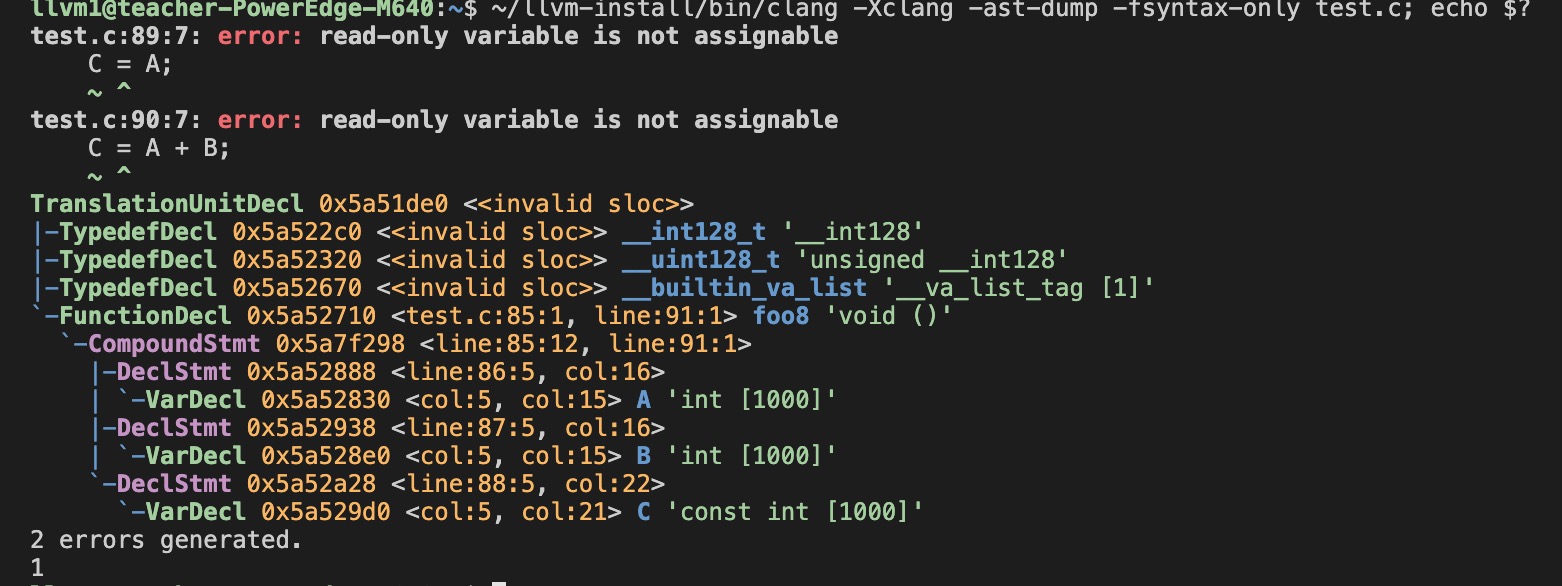 llvm1@teacher-PowerEdge-M640:~$ ~/llvm-install/bin/clang -Xclang -ast-dump -fsyntax-only test.c; echo $?
test.c:89:7: error: read-only variable is not assignable
    C = A;
    ~ ^
test.c:90:7: error: read-only variable is not assignable
    C = A + B;
    ~ ^
TranslationUnitDecl 0x5a51de0 <<invalid sloc>>
|-TypedefDecl 0x5a522c0 <<invalid sloc>> __int128_t '__int128'
|-TypedefDecl 0x5a52320 <<invalid sloc>> __uint128_t 'unsigned __int128'
|-TypedefDecl 0x5a52670 <<invalid sloc>> __builtin_va_list '__va_list_tag [1]'
`-FunctionDecl 0x5a52710 <test.c:85:1, line:91:1> foo8 'void ()'
  `-CompoundStmt 0x5a7f298 <line:85:12, line:91:1>
    |-DeclStmt 0x5a52888 <line:86:5, col:16>
    | `-VarDecl 0x5a52830 <col:5, col:15> A 'int [1000]'
    |-DeclStmt 0x5a52938 <line:87:5, col:16>
    | `-VarDecl 0x5a528e0 <col:5, col:15> B 'int [1000]'
    `-DeclStmt 0x5a52a28 <line:88:5, col:22>
      `-VarDecl 0x5a529d0 <col:5, col:21> C 'const int [1000]'
2 errors generated.
1